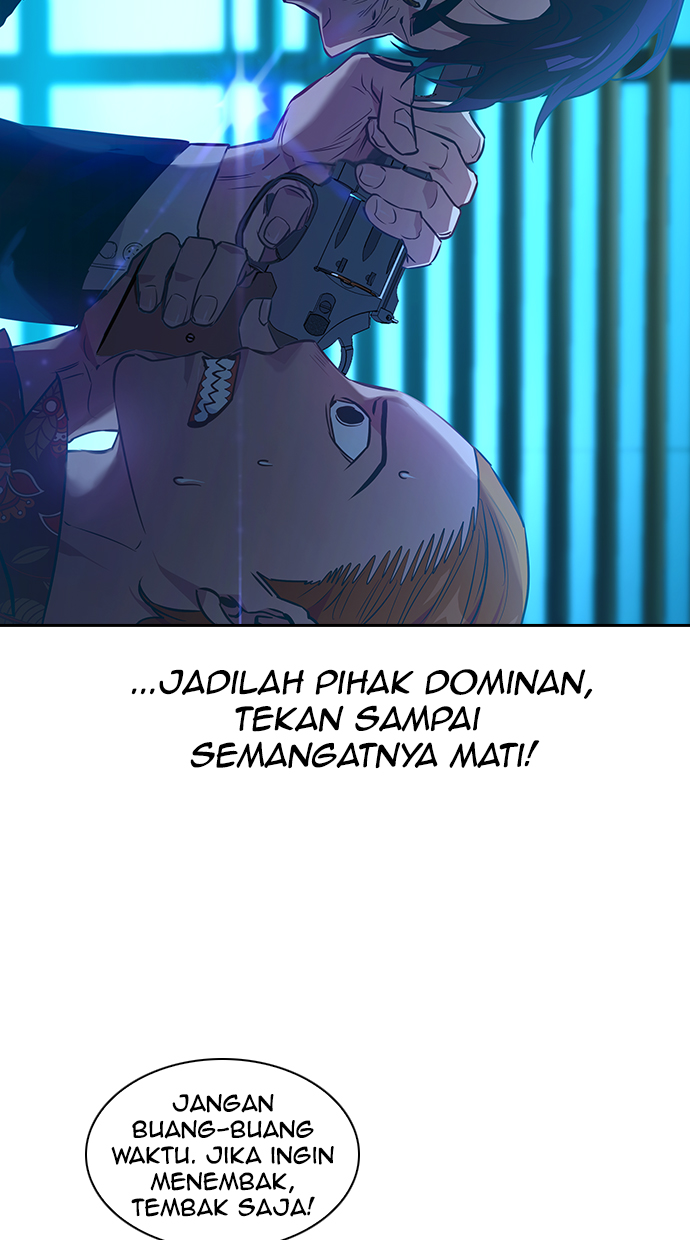 ...JADILAH PIHAK DOMINAN,
TEKAN SAMPAI
SEMANGATNYA MATI!
JANGAN
BUANG-BUANG
WAKTU. JIKA INGIN
MENEMBAK,
TEMBAK SAJA!